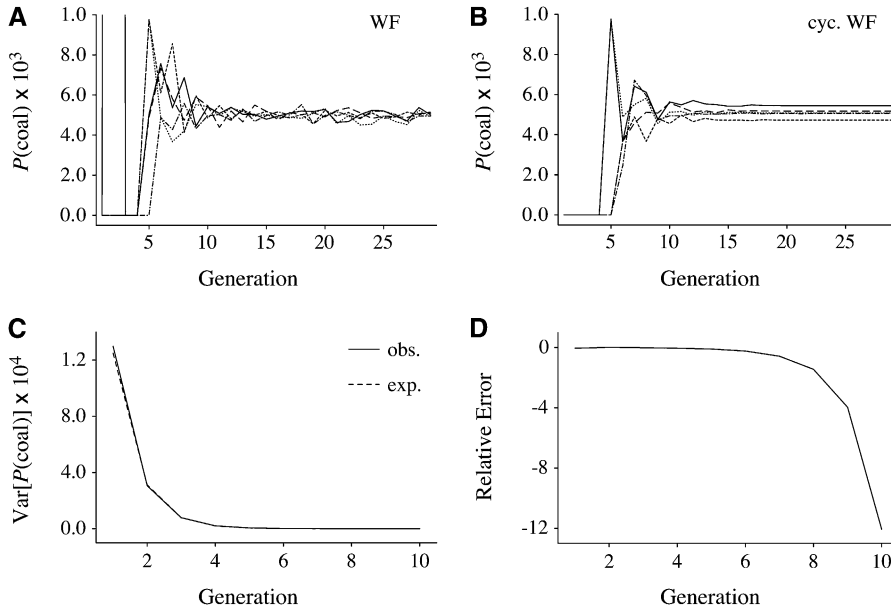 A
WF
P(coal) x 10³
1.0
8.0
6.0
4.0
2.0
0.0
5
10
15
20
25
Generation
B
cyc. WF
P(coal) x 10³
1.0
8.0
6.0
4.0
2.0
0.0
5
10
15
20
25
Generation
C
Var[P(coal)] x 10⁴
1.2
8.0
4.0
0.0
obs.
exp.
2
4
6
8
10
Generation
D
Relative Error
0
-4
-8
-12
2
4
6
8
10
Generation